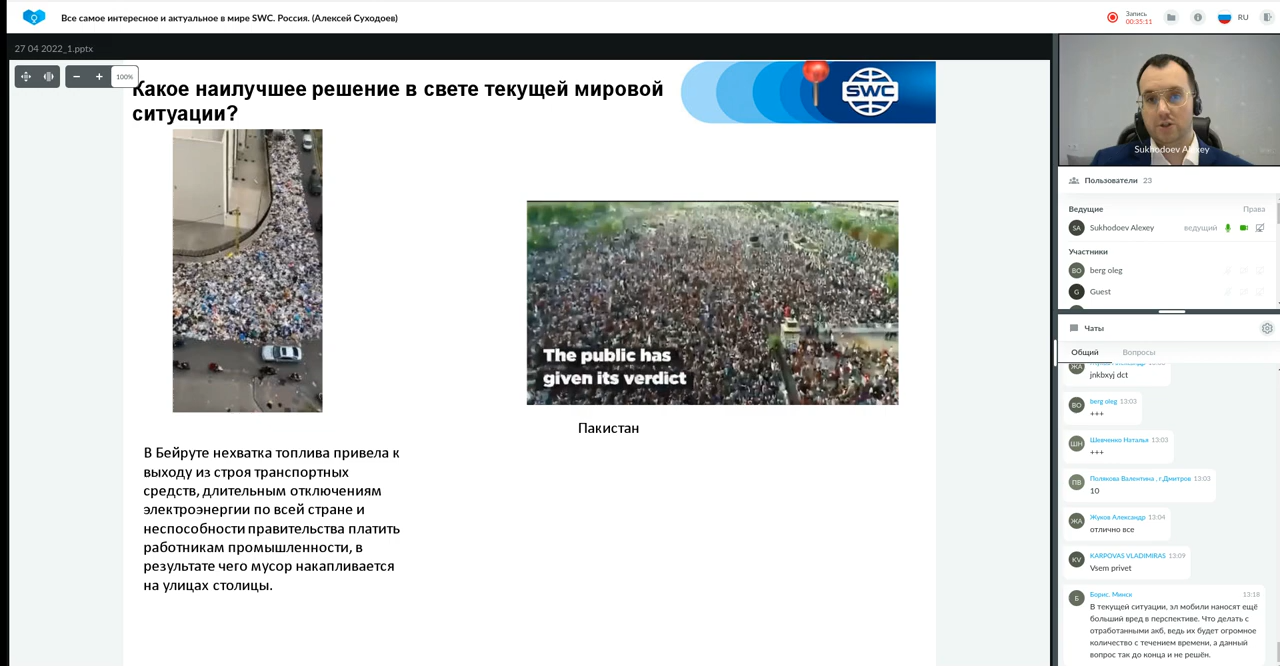 Все самое интересное и актуальное в мире SWC. Россия. (Алексей Суходоев)
Запись
00:35:11
RU
27 04 2022_1.pptx
100%
Какое наилучшее решение в свете текущей мировой
ситуации?
SWC
The public has
given its verdict
Пакистан
В Бейруте нехватка топлива привела к
выходу из строя транспортных
средств, длительным отключениям
электроэнергии по всей стране и
неспособности правительства платить
работникам промышленности, в
результате чего мусор накапливается
на улицах столицы.
Sukhodoev Alexey
Пользователи 23
Ведущие Права
SA Sukhodoev Alexey ведущий
Участники
BO berg oleg
G Guest
Чаты
Общий Вопросы
ЖА
jnkbxyj dct
BO berg oleg 13:03
+++
ШН Шевченко Наталья 13:03
+++
ПВ Полякова Валентина , г.Дмитров 13:03
10
ЖА Жуков Александр 13:04
отлично все
KV KARPOVAS VLADIMIRAS 13:09
Vsem privet
Б Борис. Минск 13:18
В текущей ситуации, эл мобили наносят ещё
больший вред в перспективе. Что делать с
отработанными акб, ведь их будет огромное
количество с течением времени, а данный
вопрос так до конца и не решён.